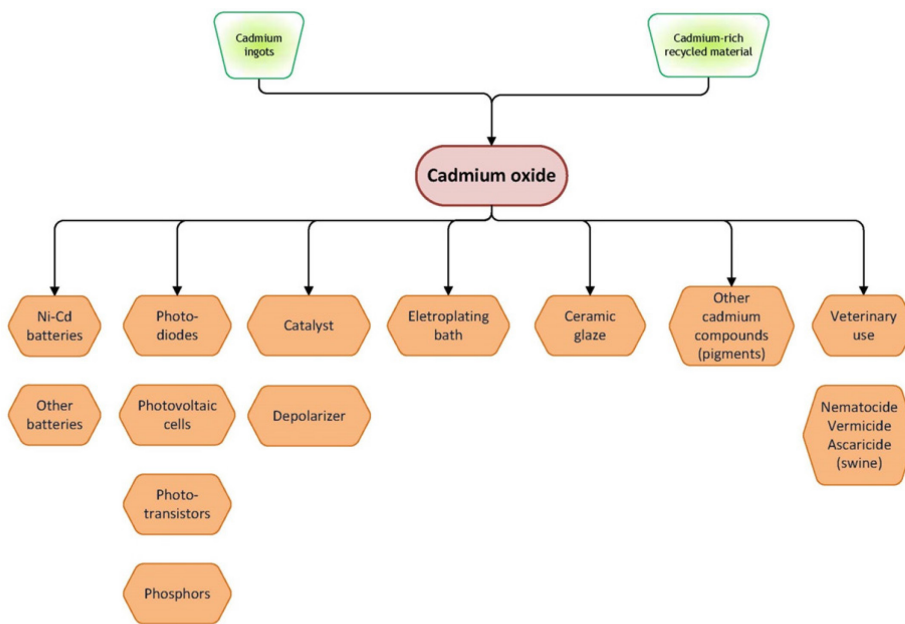 Cadmium
ingots
Cadmium-rich
recycled material
Cadmium oxide
Ni-Cd
batteries
Photo-
diodes
Catalyst
Eletroplating
bath
Ceramic
glaze
Other
cadmium
compounds
(pigments)
Veterinary
use
Other
batteries
Photovoltaic
cells
Depolarizer
Nematocide
Vermicide
Ascaricide
(swine)
Photo-
transistors
Phosphors